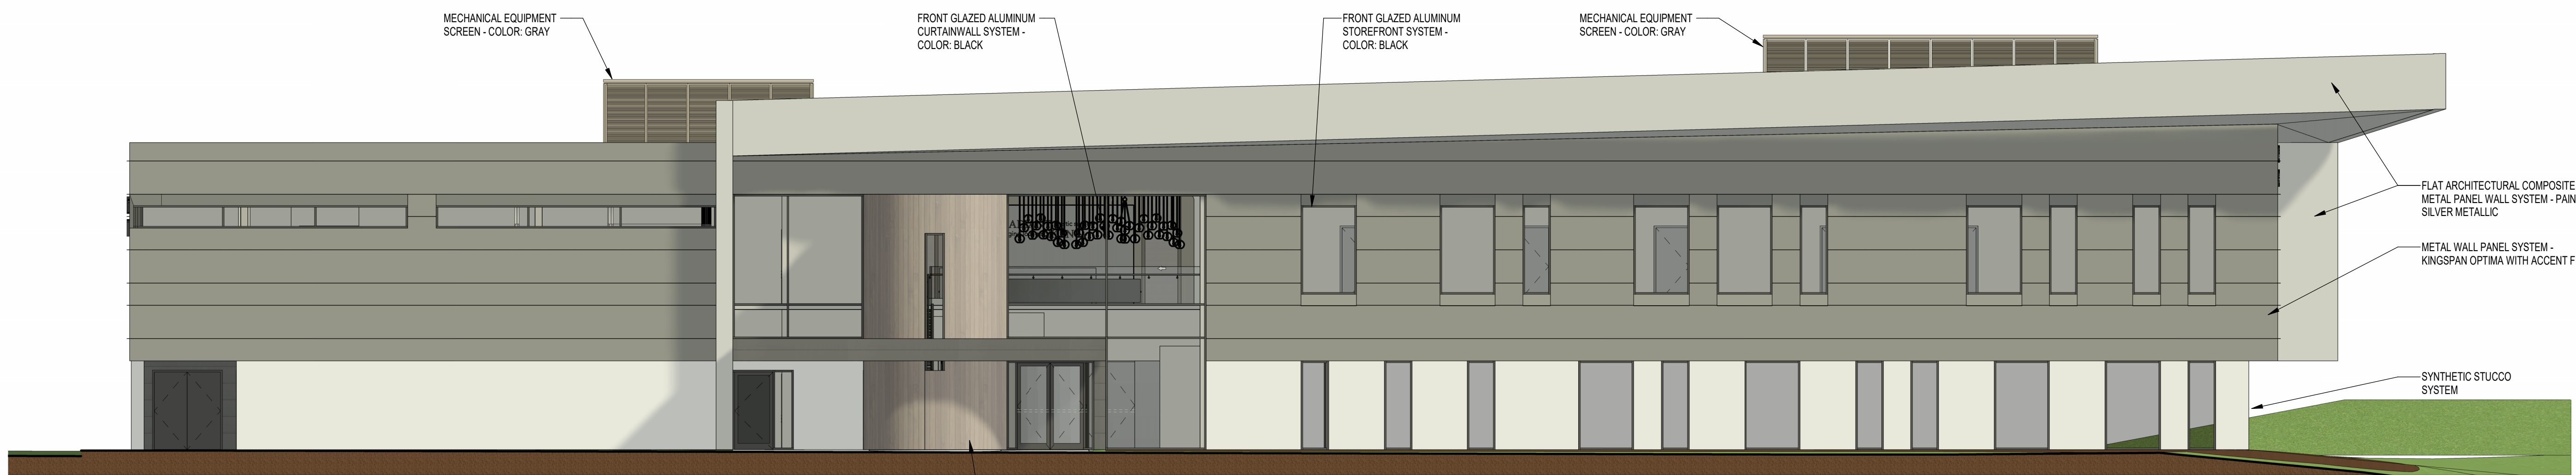 MECHANICAL EQUIPMENT
SCREEN - COLOR: GRAY
FRONT GLAZED ALUMINUM
CURTAINWALL SYSTEM -
COLOR: BLACK
FRONT GLAZED ALUMINUM
STOREFRONT SYSTEM -
COLOR: BLACK
MECHANICAL EQUIPMENT
SCREEN - COLOR: GRAY
FLAT ARCHITECTURAL COMPOSITE
METAL PANEL WALL SYSTEM - PAIN
SILVER METALLIC
METAL WALL PANEL SYSTEM -
KINGSPAN OPTIMA WITH ACCENT F
SYNTHETIC STUCCO
SYSTEM